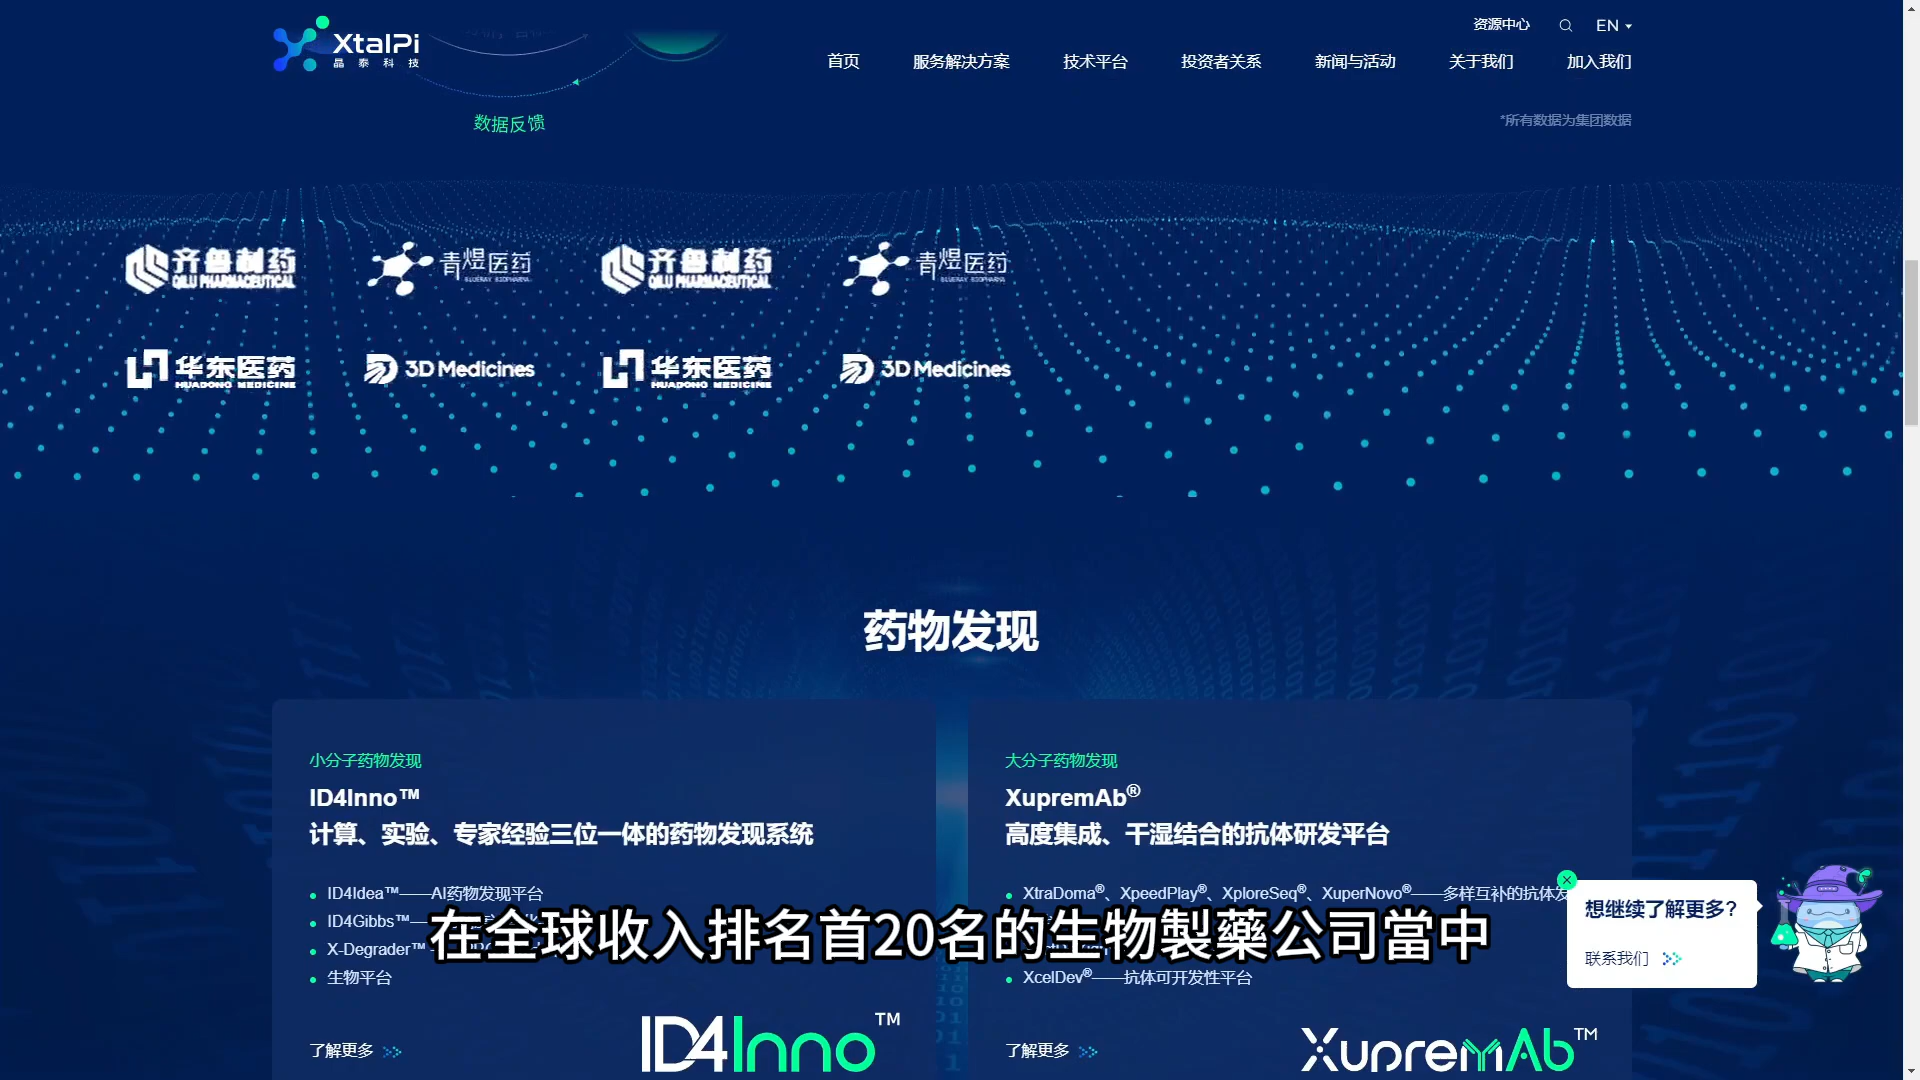 资源中心
EN
XtalPi
晶泰科技
首页
服务解决方案
技术平台
投资者关系
新闻与活动
关于我们
加入我们
数据反馈
*所有数据为集团数据
齐鲁制药
QILU PHARMACEUTICAL
青煜医药
BLUERAY BIOPHARMA
齐鲁制药
QILU PHARMACEUTICAL
青煜医药
BLUERAY BIOPHARMA
华东医药
HUADONG MEDICINE
3D Medicines
华东医药
HUADONG MEDICINE
3D Medicines
药物发现
小分子药物发现
ID4Inno™
计算、实验、专家经验三位一体的药物发现系统
ID4Idea™——AI药物发现平台
ID4Gibbs™—
X-Degrader™
生物平台
了解更多
ID4Inno™
大分子药物发现
XupremAb®
高度集成、干湿结合的抗体研发平台
XtraDoma®、XpeedPlay®、XploreSeq®、XuperNovo®——多样互补的抗体发
XcelDev®——抗体可开发性平台
了解更多
XupremAb™
在全球收入排名首20名的生物製藥公司當中
想继续了解更多?
联系我们